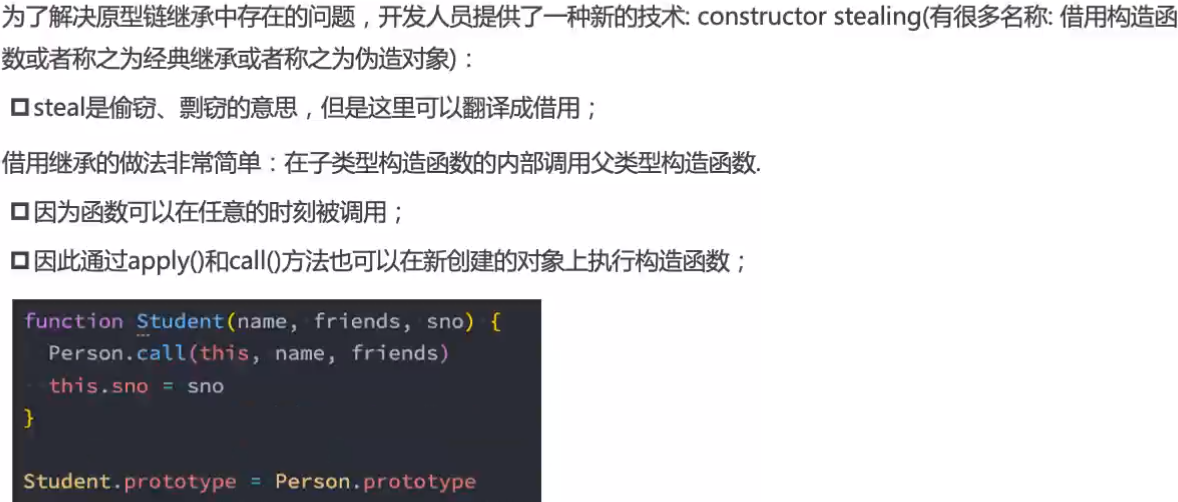 为了解决原型链继承中存在的问题，开发人员提供了一种新的技术: constructor stealing(有很多名称: 借用构造函
数或者称之为经典继承或者称之为伪造对象)：
steal是偷窃、剽窃的意思，但是这里可以翻译成借用；
借用继承的做法非常简单：在子类型构造函数的内部调用父类型构造函数.
因为函数可以在任意的时刻被调用；
因此通过apply()和call()方法也可以在新创建的对象上执行构造函数；
function Student(name, friends, sno) {
Person.call(this, name, friends)
this.sno = sno
}
Student.prototype = Person.prototype